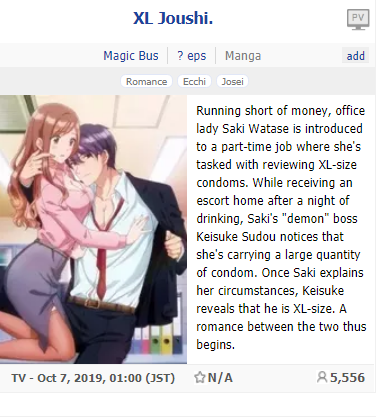 XL Joushi.
PV
Magic Bus ? eps Manga add
Romance Ecchi Josei
Running short of money, office
lady Saki Watase is introduced
to a part-time job where she's
tasked with reviewing XL-size
condoms. While receiving an
escort home after a night of
drinking, Saki's "demon" boss
Keisuke Sudou notices that
she's carrying a large quantity
of condom. Once Saki explains
her circumstances, Keisuke
reveals that he is XL-size. A
romance between the two thus
begins.
TV - Oct 7, 2019, 01:00 (JST) N/A 5,556